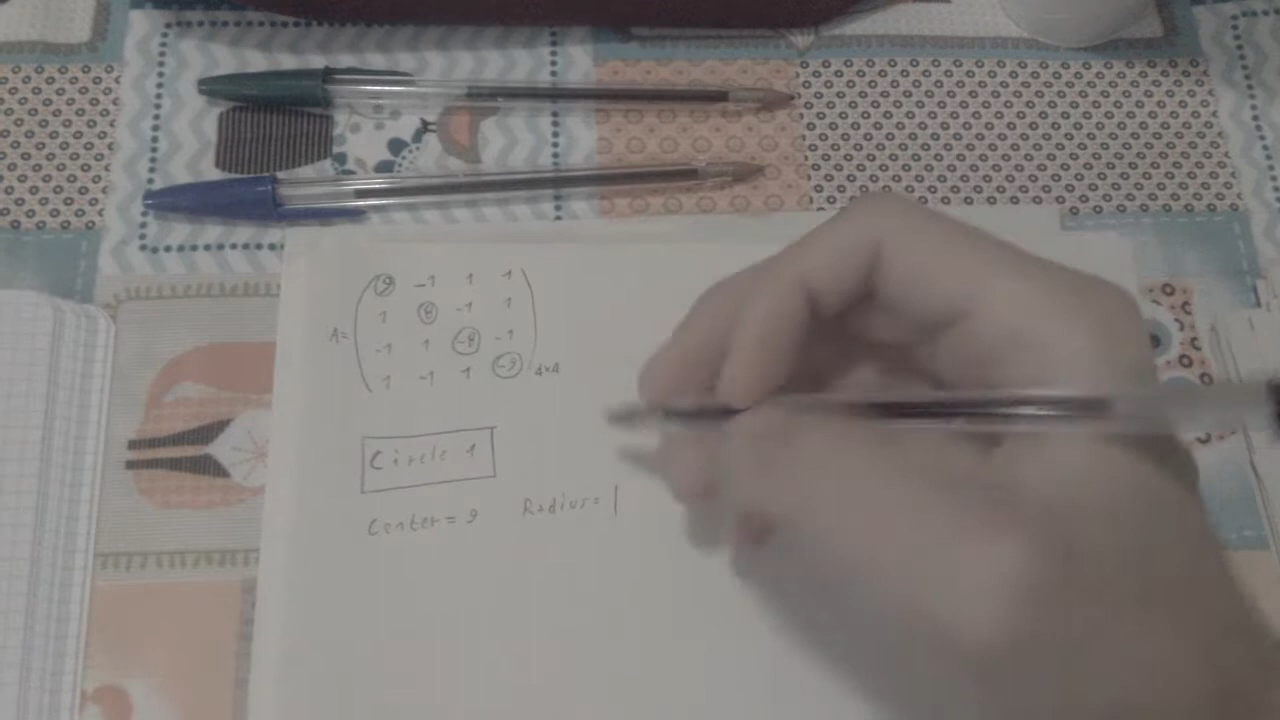 9 -1 1 1
1 8 -1 1
A=
-1 1 -8 -1
1 -1 1 -9 4x4
Circle 1
Center=9 Radius=|